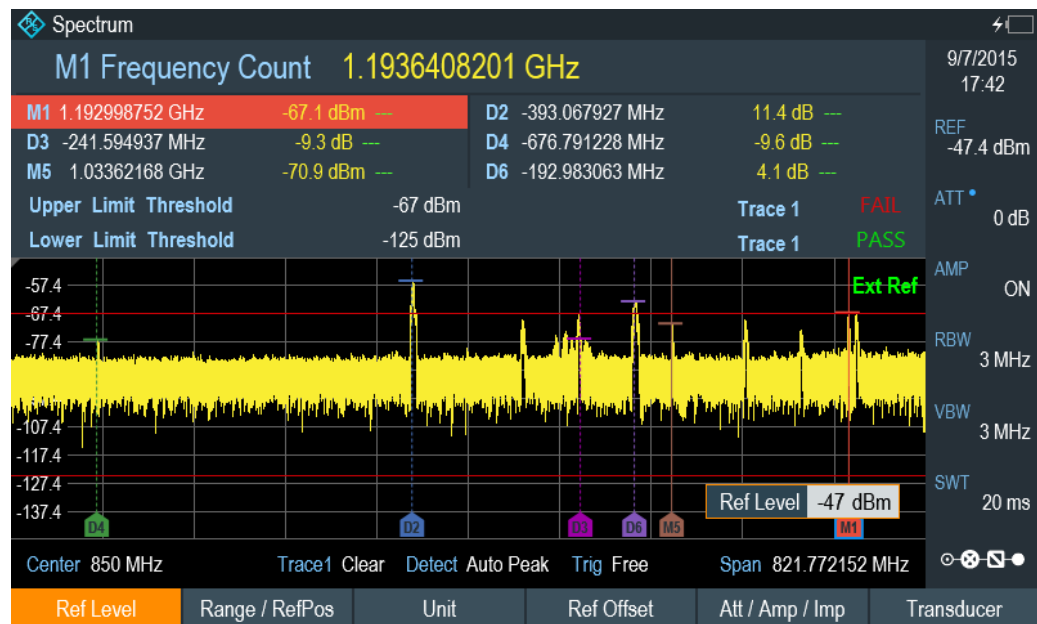 Spectrum
M1 Frequency Count 1.1936408201 GHz
9/7/2015
17:42
M1 1.192998752 GHz -67.1 dBm --- D2 -393.067927 MHz 11.4 dB ---
D3 -241.594937 MHz -9.3 dB --- D4 -676.791228 MHz -9.6 dB ---
M5 1.03362168 GHz -70.9 dBm --- D6 -192.983063 MHz 4.1 dB ---
Upper Limit Threshold -67 dBm Trace 1 FAIL
Lower Limit Threshold -125 dBm Trace 1 PASS
REF
-47.4 dBm
ATT
0 dB
AMP
ON
RBW
3 MHz
VBW
3 MHz
SWT
20 ms
Ext Ref
-57.4
-67.4
-77.4
-107.4
-117.4
-127.4
-137.4
Ref Level -47 dBm
D4 D2 D3 D6 M5 M1
Center 850 MHz Trace1 Clear Detect Auto Peak Trig Free Span 821.772152 MHz
Ref Level Range / RefPos Unit Ref Offset Att / Amp / Imp Transducer